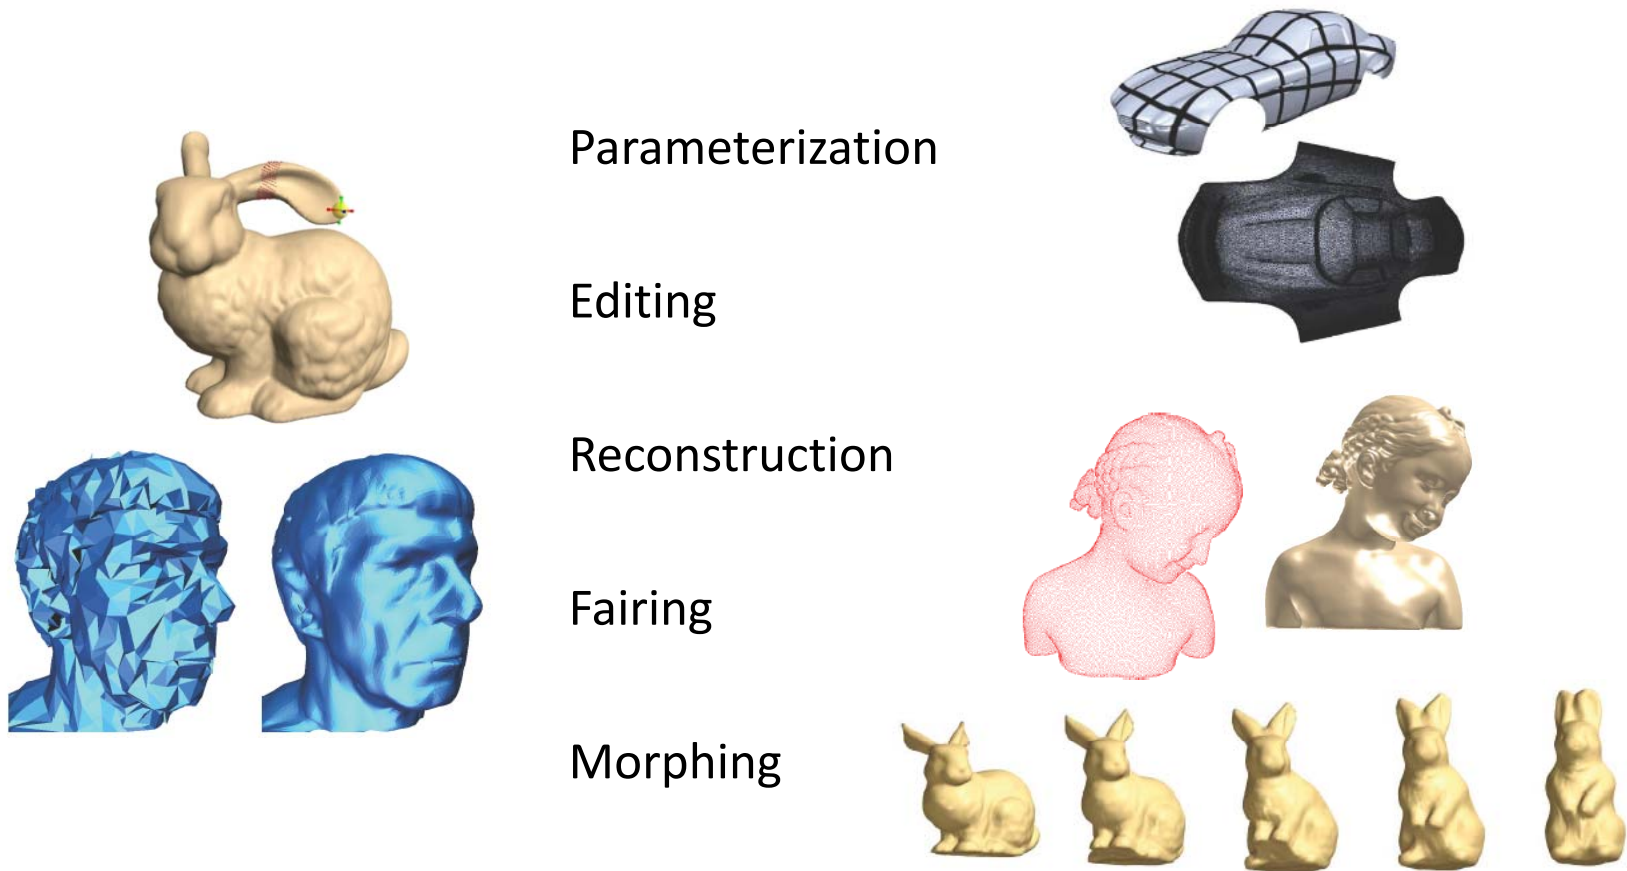 Parameterization
Editing
Reconstruction
Fairing
Morphing